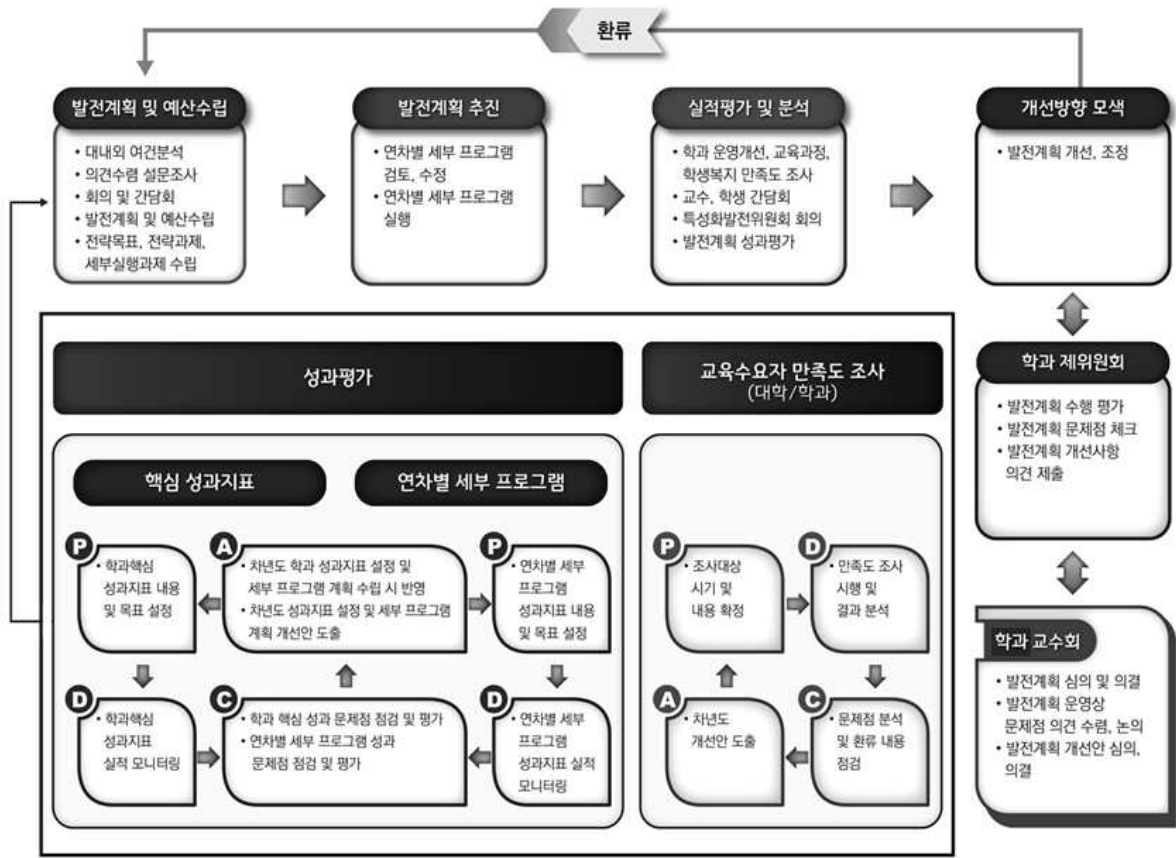 환류
발전계획 및 예산수립
• 대내외 여건분석
• 의견수렴 설문조사
• 회의 및 간담회
• 발전계획 및 예산수립
• 전략목표, 전략과제,
세부실행과제 수립
발전계획 추진
• 연차별 세부 프로그램
검토, 수정
• 연차별 세부 프로그램
실행
실적평가 및 분석
• 학과 운영개선, 교육과정,
학생복지 만족도 조사
• 교수, 학생 간담회
• 특성화발전위원회 회의
• 발전계획 성과평가
개선방향 모색
• 발전계획 개선, 조정
학과 제위원회
• 발전계획 수행 평가
• 발전계획 문제점 체크
• 발전계획 개선사항
의견 제출
학과 교수회
• 발전계획 심의 및 의결
• 발전계획 운영상
문제점 의견 수렴, 논의
• 발전계획 개선안 심의,
의결
성과평가
핵심 성과지표
연차별 세부 프로그램
P
• 학과핵심
성과지표 내용
및 목표 설정
A
• 차년도 학과 성과지표 설정 및
세부 프로그램 계획 수립 시 반영
• 차년도 성과지표 설정 및 세부 프로그램
계획 개선안 도출
P
• 연차별 세부
프로그램
성과지표 내용
및 목표 설정
D
• 학과핵심
성과지표
실적 모니터링
C
• 학과 핵심 성과 문제점 점검 및 평가
• 연차별 세부 프로그램 성과
문제점 점검 및 평가
D
• 연차별 세부
프로그램
성과지표 실적
모니터링
교육수요자 만족도 조사
(대학/학과)
P
• 조사대상
시기 및
내용 확정
D
• 만족도 조사
시행 및
결과 분석
A
• 차년도
개선안 도출
C
• 문제점 분석
및 환류 내용
점검